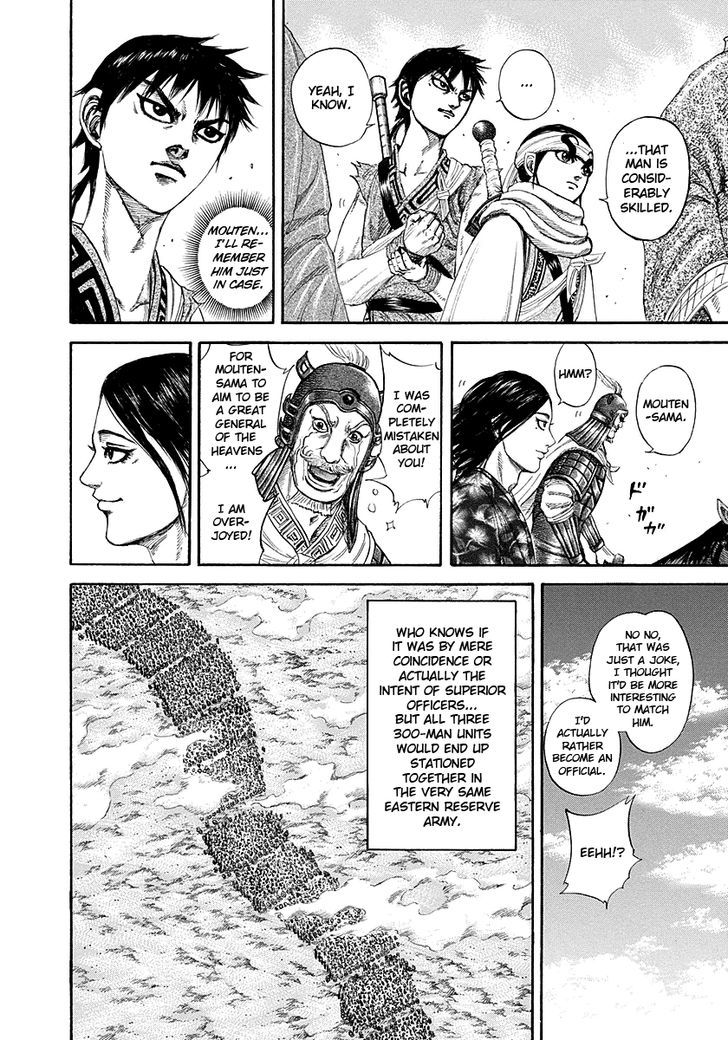 ...THAT
MAN IS
CONSID-
ERABLY
SKILLED.
...
YEAH, I
KNOW.
MOUTEN...
I'LL RE-
MEMBER
HIM JUST
IN CASE.
MOUTEN
-SAMA.
HMM?
ドガガ
I WAS
COM-
PLETELY
MISTAKEN
ABOUT
YOU!
FOR
MOUTEN-
SAMA TO
AIM TO BE
A GREAT
GENERAL
OF THE
HEAVENS
...
I AM
OVER-
JOYED!
NO NO,
THAT WAS
JUST A JOKE,
I THOUGHT
IT'D BE MORE
INTERESTING
TO MATCH
HIM.
I'D
ACTUALLY
RATHER
BECOME AN
OFFICIAL.
EEHH!?
WHO KNOWS IF
IT WAS BY MERE
COINCIDENCE OR
ACTUALLY THE
INTENT OF SUPERIOR
OFFICERS...
BUT ALL THREE
300-MAN UNITS
WOULD END UP
STATIONED
TOGETHER IN
THE VERY SAME
EASTERN RESERVE
ARMY.